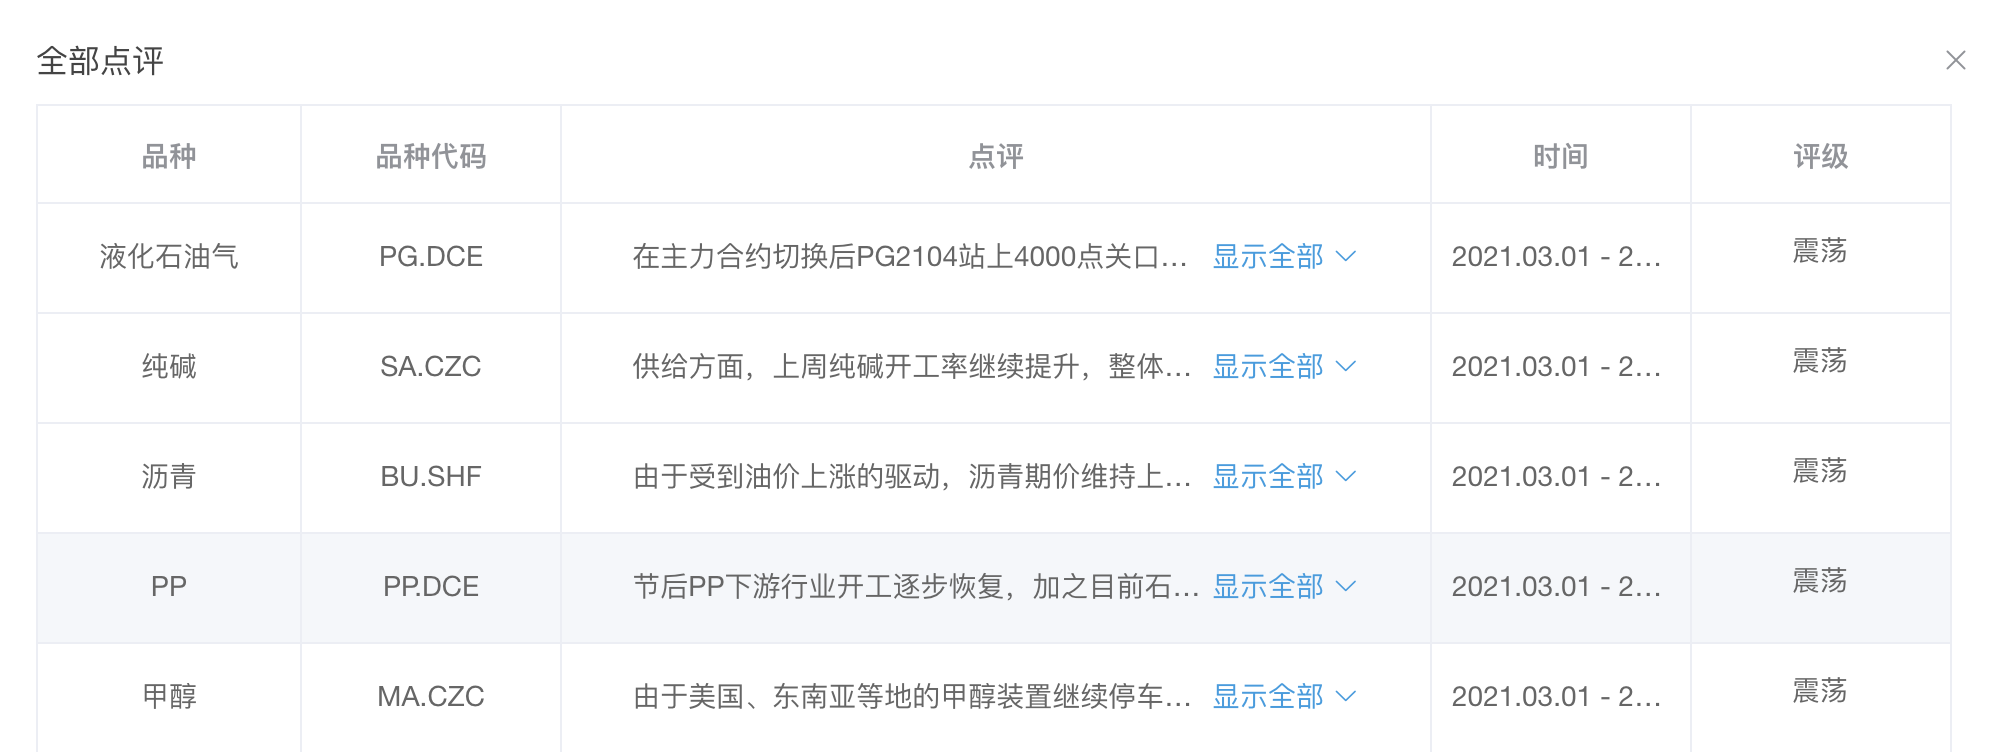 全部点评
品种 品种代码 点评 时间 评级
液化石油气 PG.DCE 在主力合约切换后PG2104站上4000点关口... 显示全部 2021.03.01 - 2... 震荡
纯碱 SA.CZC 供给方面，上周纯碱开工率继续提升，整体... 显示全部 2021.03.01 - 2... 震荡
沥青 BU.SHF 由于受到油价上涨的驱动，沥青期价维持上... 显示全部 2021.03.01 - 2... 震荡
PP PP.DCE 节后PP下游行业开工逐步恢复，加之目前石... 显示全部 2021.03.01 - 2... 震荡
甲醇 MA.CZC 由于美国、东南亚等地的甲醇装置继续停车... 显示全部 2021.03.01 - 2... 震荡